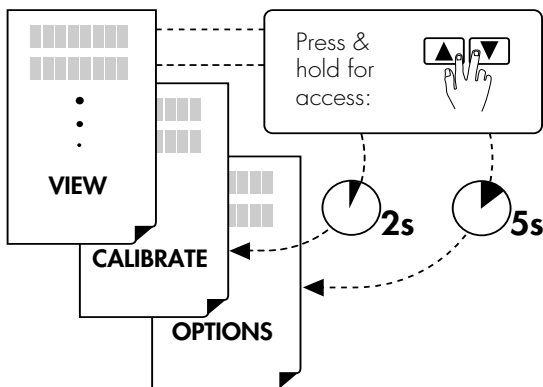 Press &
hold for
access:
VIEW
2s
5s
CALIBRATE
OPTIONS